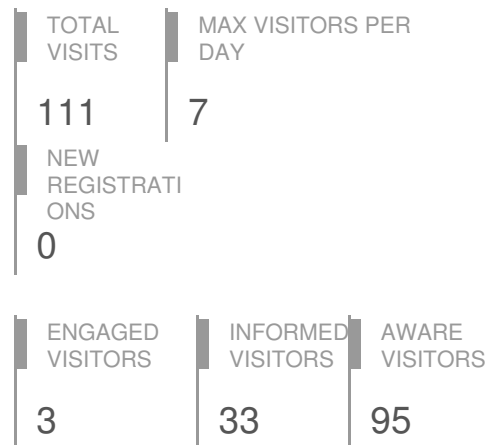 TOTAL
VISITS
111
MAX VISITORS PER
DAY
7
NEW
REGISTRATI
ONS
0
ENGAGED
VISITORS
3
INFORMED
VISITORS
33
AWARE
VISITORS
95